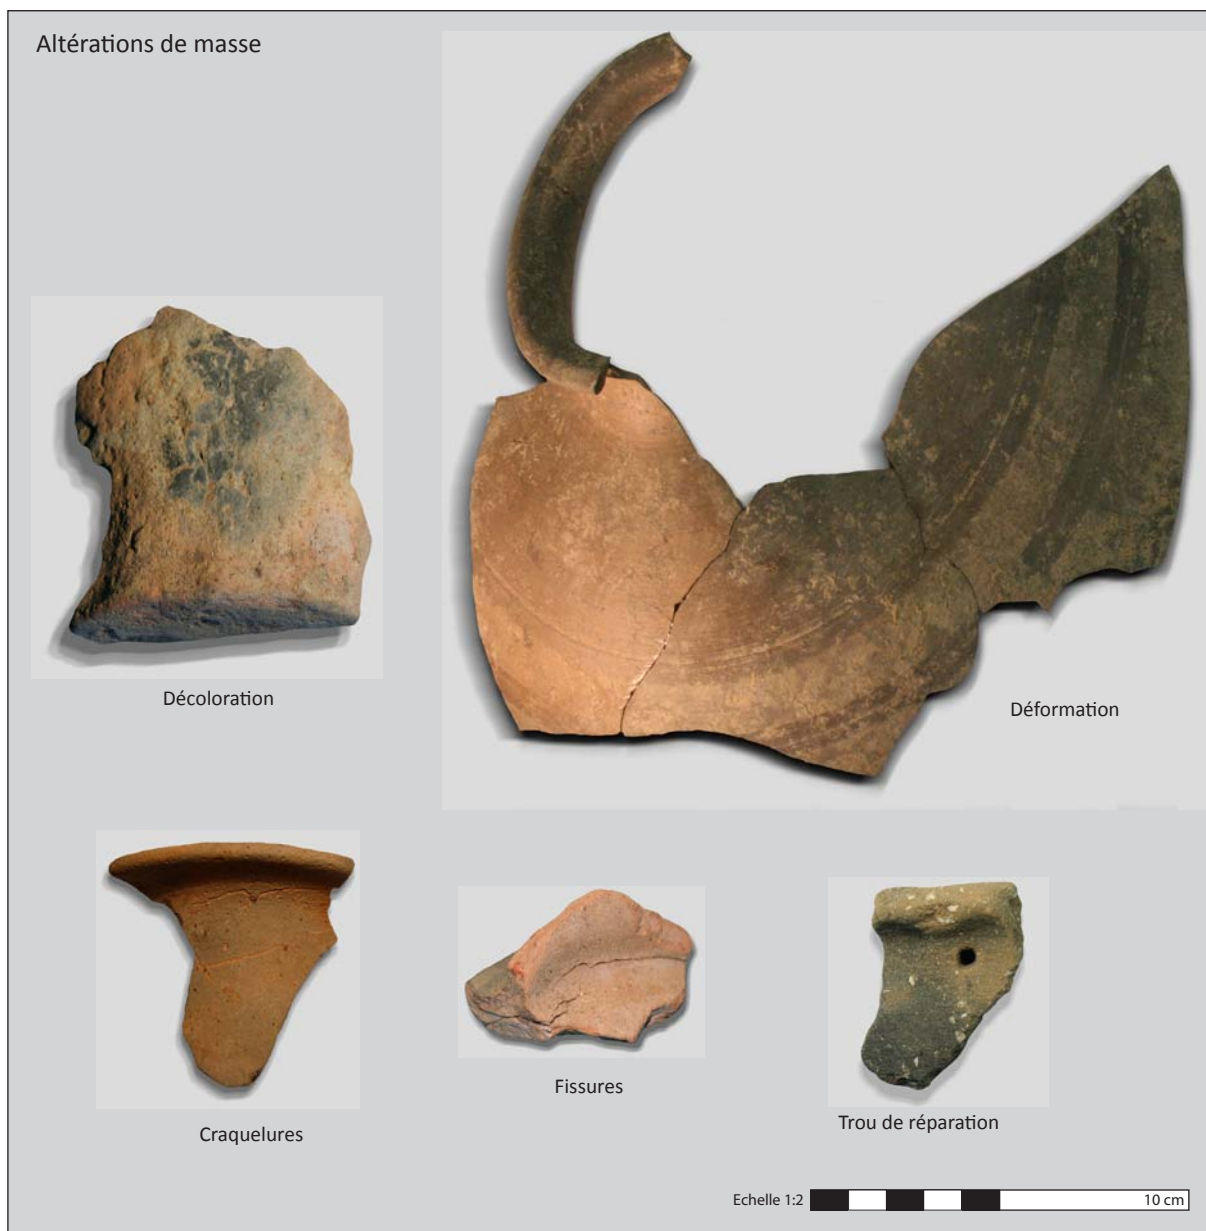 Altérations de masse
Décoloration
Déformation
Craquelures
Fissures
Trou de réparation
Echelle 1:2
10 cm